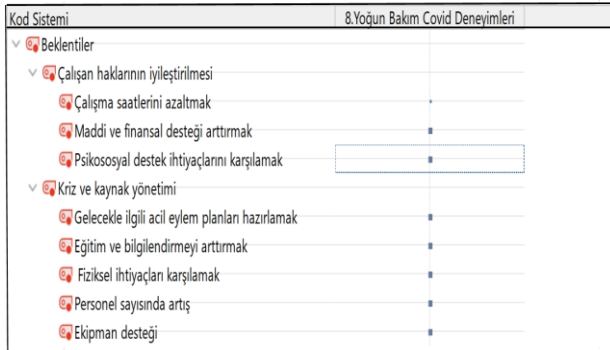 Kod Sistemi 8.Yoğun Bakım Covid Deneyimleri
Beklentiler
Çalışan haklarının iyileştirilmesi
Çalışma saatlerini azaltmak
Maddi ve finansal desteği arttırmak
Psikososyal destek ihtiyaçlarını karşılamak
Kriz ve kaynak yönetimi
Gelecekle ilgili acil eylem planları hazırlamak
Eğitim ve bilgilendirmeyi arttırmak
Fiziksel ihtiyaçları karşılamak
Personel sayısında artış
Ekipman desteği